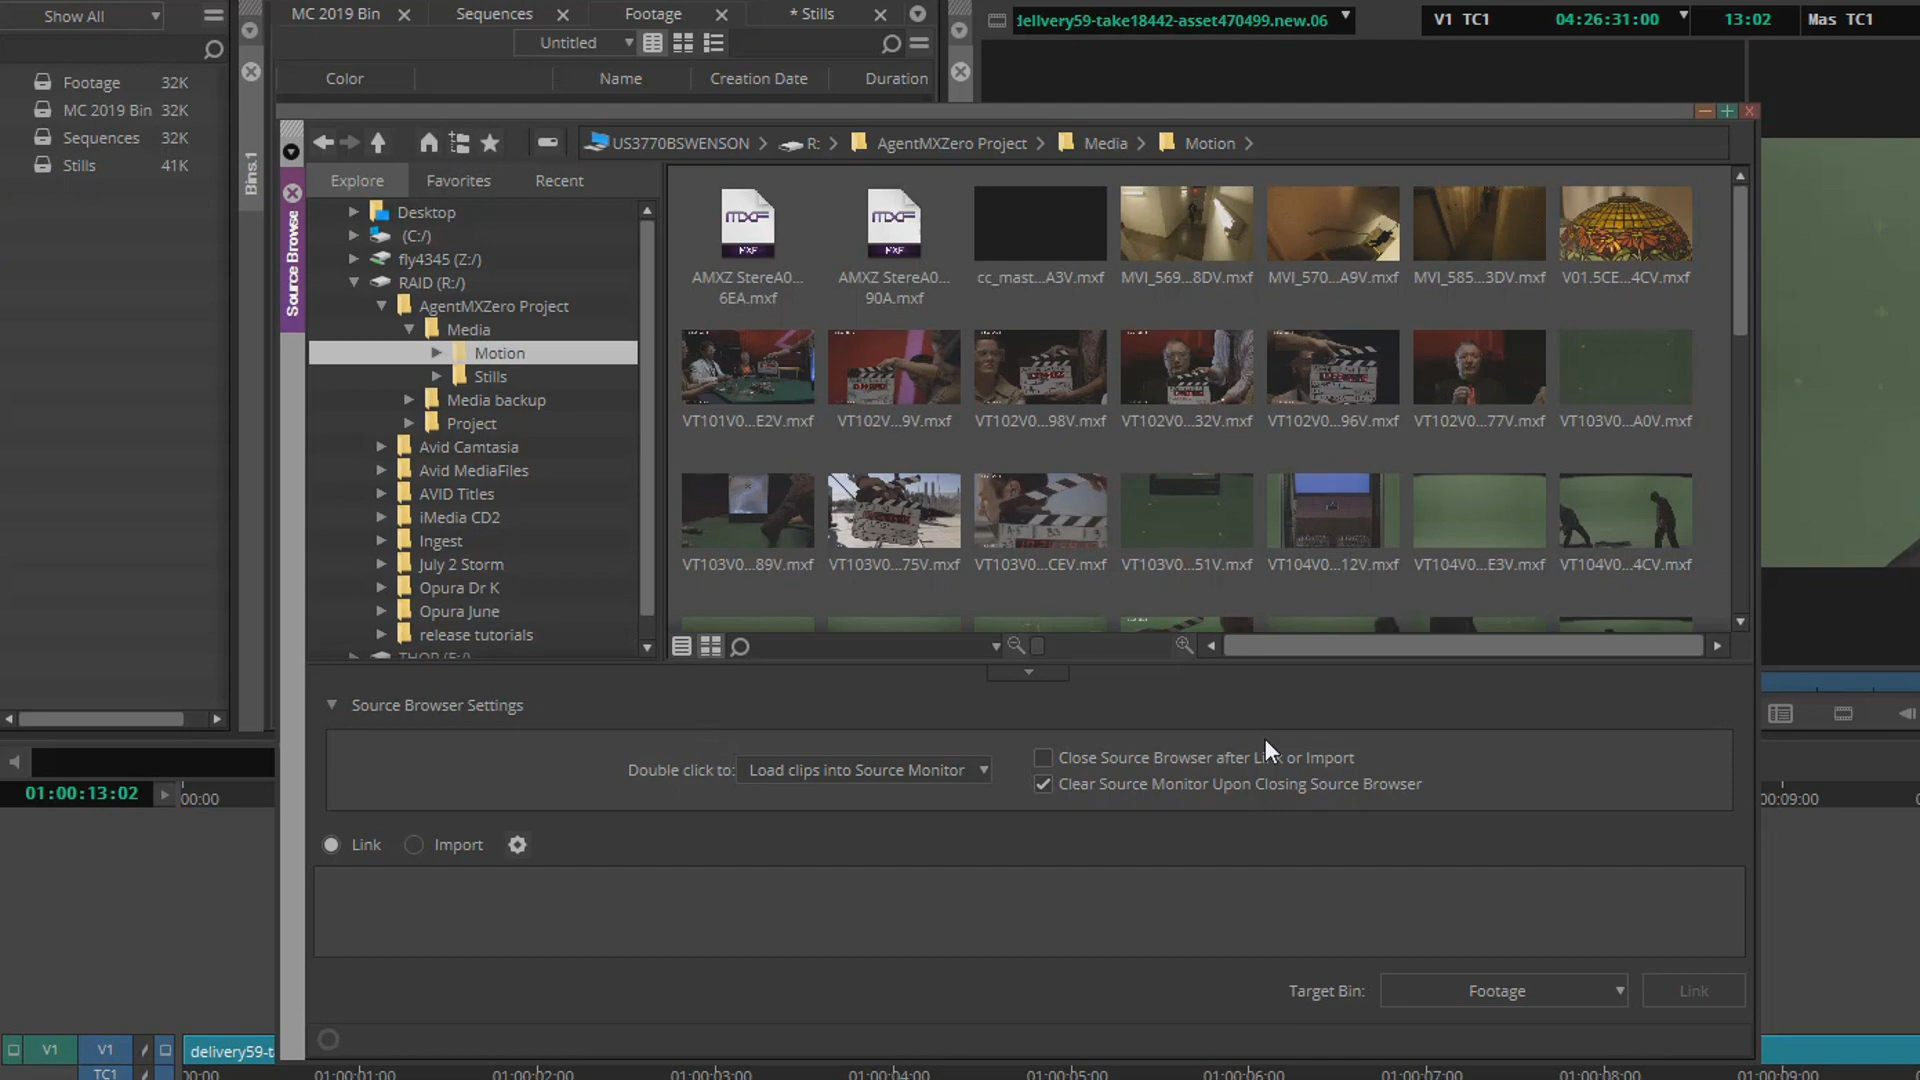 Show All
MC 2019 Bin
Sequences
Footage
* Stills
Untitled
Color
Name
Creation Date
Duration
V1 TC1
04:26:31:00
13:02
Mas TC1
Footage 32K
MC 2019 Bin 32K
Sequences 32K
Stills 41K
Bins.1
Source Browse
US3770BSWENSON
R:
AgentMXZero Project
Media
Motion
Explore
Favorites
Recent
Desktop
(C:/)
fly4345 (Z:/)
RAID (R:/)
AgentMXZero Project
Media
Motion
Stills
Media backup
Project
Avid Camtasia
Avid MediaFiles
AVID Titles
iMedia CD2
Ingest
July 2 Storm
Opura Dr K
Opura June
release tutorials
AMXZ StereA0...
6EA.mxf
AMXZ StereA0...
90A.mxf
cc_mast...A3V.mxf
MVI_569...8DV.mxf
MVI_570...A9V.mxf
MVI_585...3DV.mxf
V01.5CE...4CV.mxf
VT101V0...E2V.mxf
VT102V...9V.mxf
VT102V0...98V.mxf
VT102V0...32V.mxf
VT102V0...96V.mxf
VT102V0...77V.mxf
VT103V0...A0V.mxf
VT103V0...89V.mxf
VT103V0...75V.mxf
VT103V0...CEV.mxf
VT103V0...51V.mxf
VT104V0...12V.mxf
VT104V0...E3V.mxf
VT104V0...4CV.mxf
Source Browser Settings
Double click to:
Load clips into Source Monitor
Close Source Browser after Link or Import
Clear Source Monitor Upon Closing Source Browser
Link
Import
Target Bin:
Footage
Link
01:00:13:02
00:00
00:09:00
V1
V1
delivery59-t
TC1
00:00
01:00:01:00
01:00:02:00
01:00:03:00
01:00:04:00
01:00:05:00
01:00:06:00
01:00:07:00
01:00:08:00
01:00:09:00